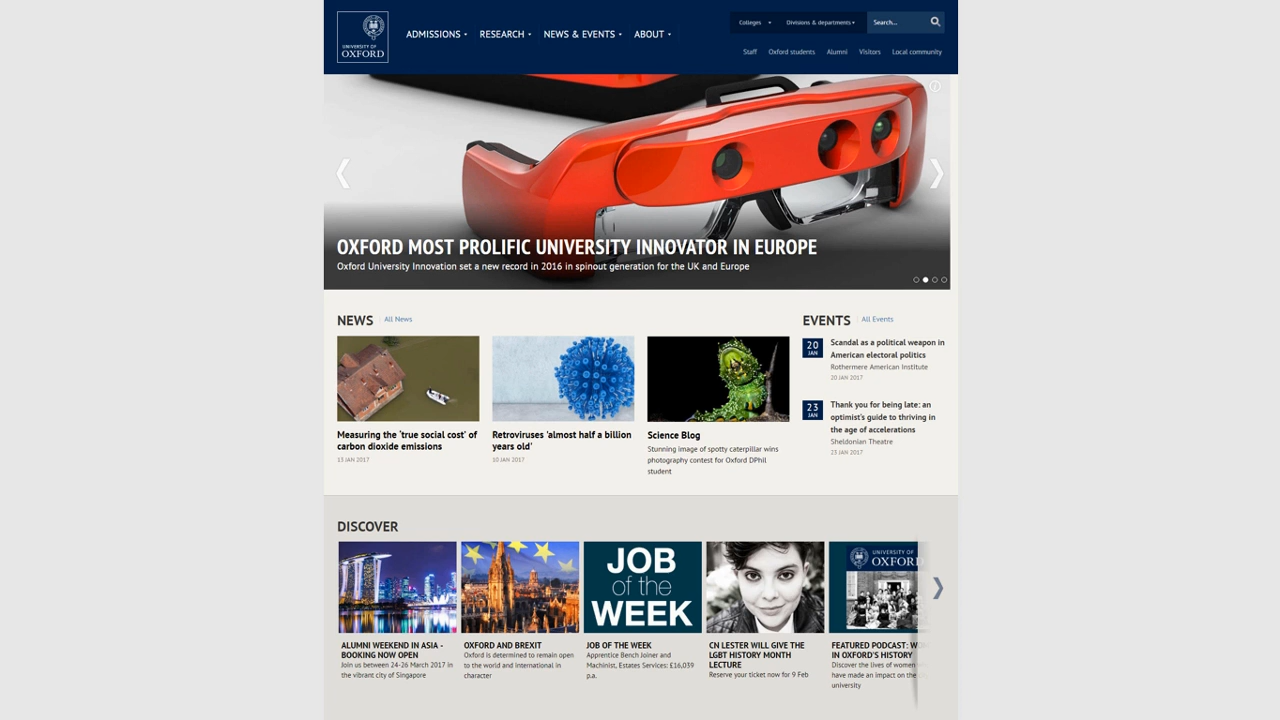 UNIVERSITY OF
OXFORD
ADMISSIONS
RESEARCH
NEWS & EVENTS
ABOUT
Colleges
Divisions & departments
Search...
Staff
Oxford students
Alumni
Visitors
Local community
OXFORD MOST PROLIFIC UNIVERSITY INNOVATOR IN EUROPE
Oxford University Innovation set a new record in 2016 in spinout generation for the UK and Europe
NEWS
All News
Measuring the 'true social cost' of
carbon dioxide emissions
13 JAN 2017
Retroviruses 'almost half a billion
years old'
10 JAN 2017
Science Blog
Stunning image of spotty caterpillar wins
photography contest for Oxford DPhil
student
EVENTS
All Events
20
JAN
Scandal as a political weapon in
American electoral politics
Rothermere American Institute
20 JAN 2017
23
JAN
Thank you for being late: an
optimist's guide to thriving in
the age of accelerations
Sheldonian Theatre
23 JAN 2017
DISCOVER
ALUMNI WEEKEND IN ASIA -
BOOKING NOW OPEN
Join us between 24-26 March 2017 in
the vibrant city of Singapore
OXFORD AND BREXIT
Oxford is determined to remain open
to the world and international in
character
JOB
of the
WEEK
JOB OF THE WEEK
Apprentice Bench Joiner and
Machinist, Estates Services: £16,039
p.a.
CN LESTER WILL GIVE THE
LGBT HISTORY MONTH
LECTURE
Reserve your ticket now for 9 Feb
UNIVERSITY OF
OXFORD
FEATURED PODCAST:
IN OXFORD'S HISTORY
Discover the lives of women
have made an impact on the
university